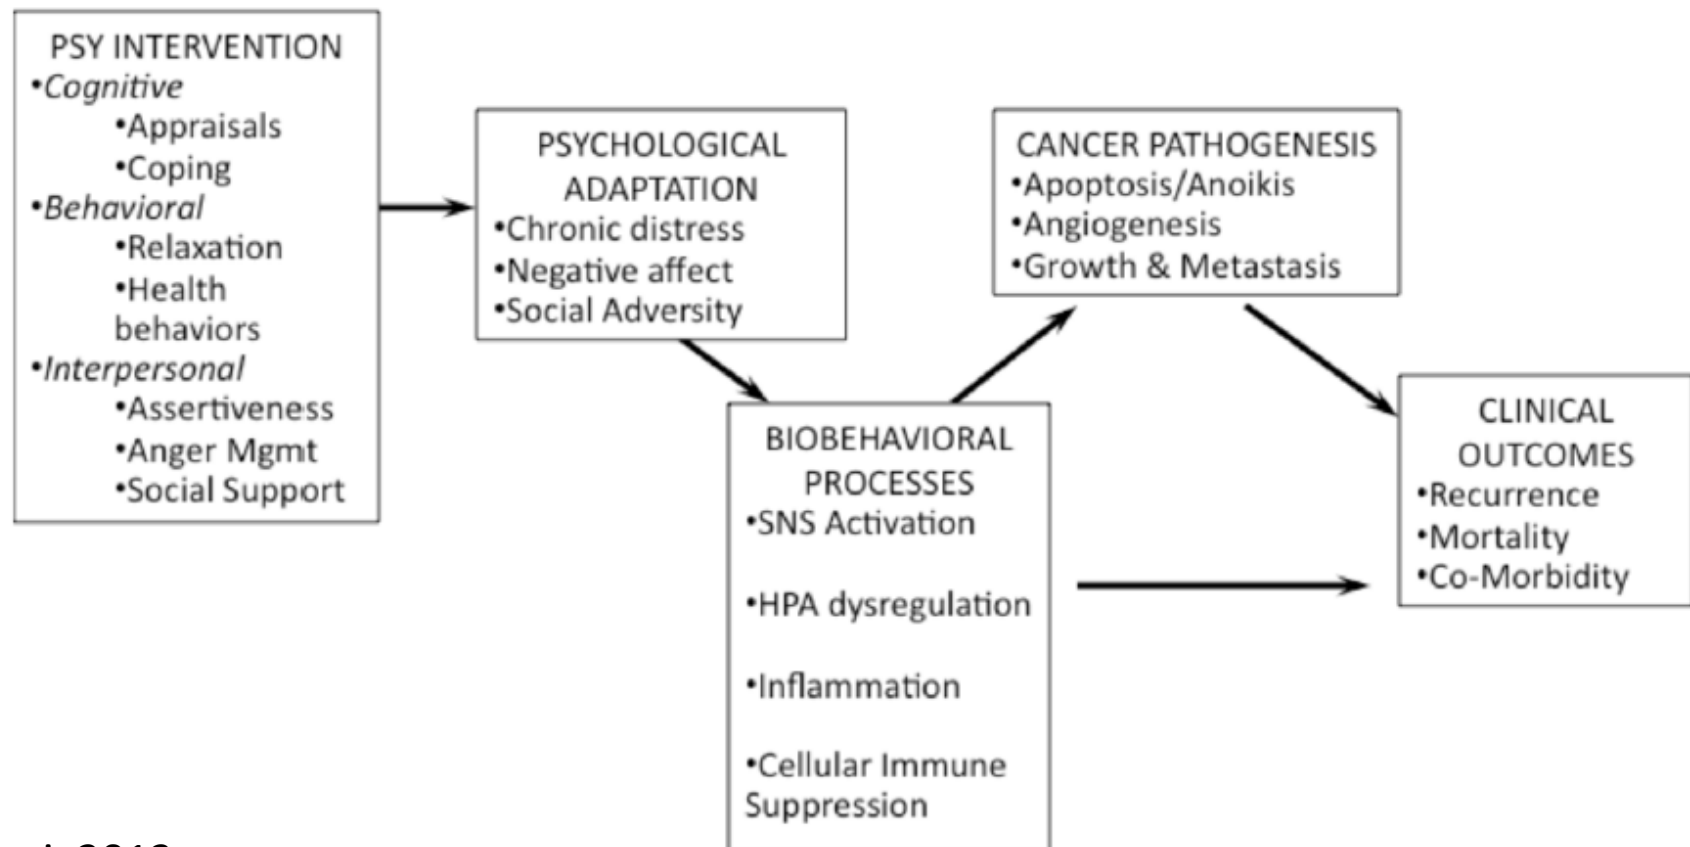 PSY INTERVENTION
•Cognitive
•Appraisals
•Coping
•Behavioral
•Relaxation
•Health
behaviors
•Interpersonal
•Assertiveness
•Anger Mgmt
•Social Support
PSYCHOLOGICAL
ADAPTATION
•Chronic distress
•Negative affect
•Social Adversity
BIOBEHAVIORAL
PROCESSES
•SNS Activation
•HPA dysregulation
•Inflammation
•Cellular Immune
Suppression
CANCER PATHOGENESIS
•Apoptosis/Anoikis
•Angiogenesis
•Growth & Metastasis
CLINICAL
OUTCOMES
•Recurrence
•Mortality
•Co-Morbidity